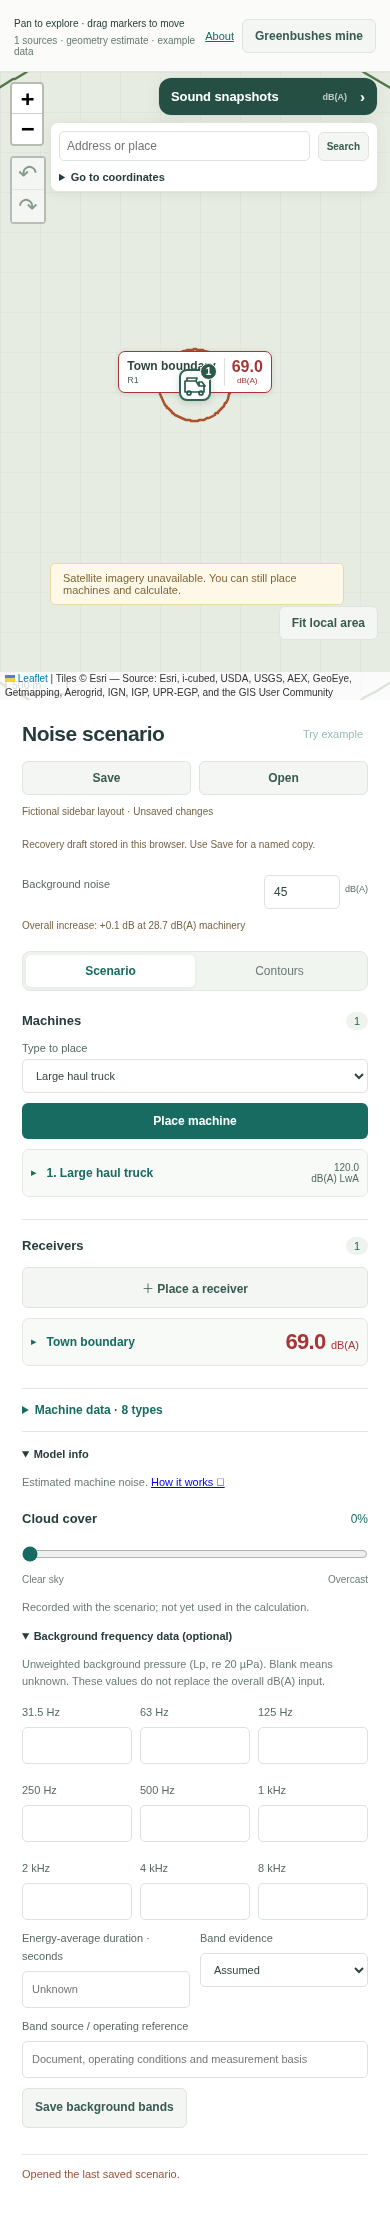 Pan to explore · drag markers to move
1 sources · geometry estimate · example
data
About
Greenbushes mine
+
−
Sound snapshots
dB(A)
Address or place
Search
Go to coordinates
Town boundary
R1
69.0
dB(A)
1
Satellite imagery unavailable. You can still place
machines and calculate.
Fit local area
Leaflet | Tiles © Esri — Source: Esri, i-cubed, USDA, USGS, AEX, GeoEye,
Getmapping, Aerogrid, IGN, IGP, UPR-EGP, and the GIS User Community
Noise scenario
Try example
Save
Open
Fictional sidebar layout · Unsaved changes
Recovery draft stored in this browser. Use Save for a named copy.
Background noise
45
dB(A)
Overall increase: +0.1 dB at 28.7 dB(A) machinery
Scenario
Contours
Machines
1
Type to place
Large haul truck
Place machine
1. Large haul truck
120.0
dB(A) LwA
Receivers
1
+ Place a receiver
Town boundary
69.0 dB(A)
Machine data · 8 types
Model info
Estimated machine noise. How it works
Cloud cover
0%
Clear sky
Overcast
Recorded with the scenario; not yet used in the calculation.
Background frequency data (optional)
Unweighted background pressure (Lp, re 20 µPa). Blank means
unknown. These values do not replace the overall dB(A) input.
31.5 Hz
63 Hz
125 Hz
250 Hz
500 Hz
1 kHz
2 kHz
4 kHz
8 kHz
Energy-average duration ·
seconds
Band evidence
Unknown
Assumed
Band source / operating reference
Document, operating conditions and measurement basis
Save background bands
Opened the last saved scenario.